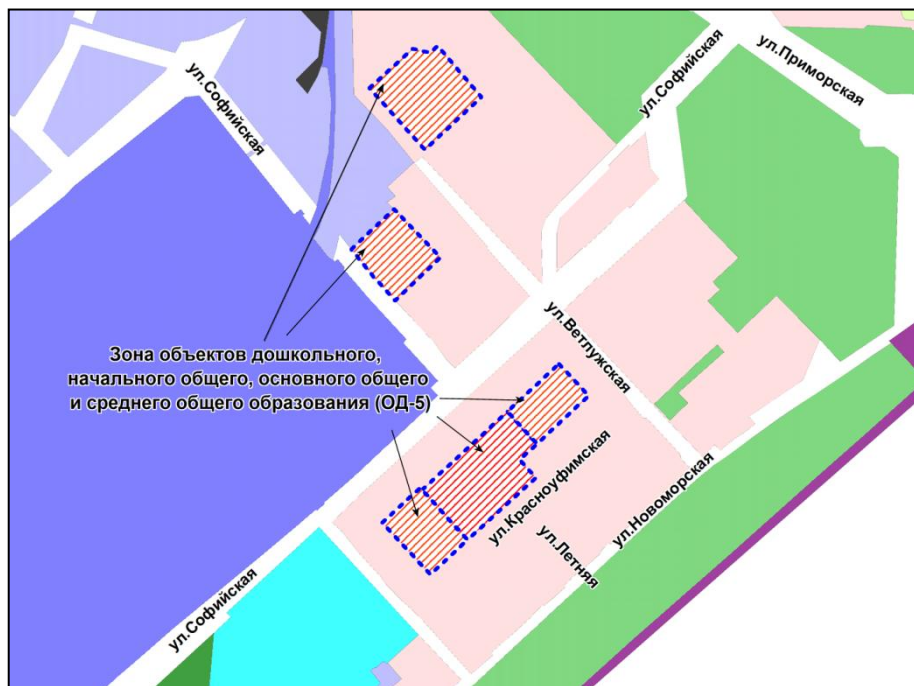 ул.Софийская
ул.Софийская
ул.Приморская
ул.Ветлужская
Зона объектов дошкольного,
начального общего, основного общего
и среднего общего образования (ОД-5)
ул.Красноуфимская
ул.Новоморская
ул.Летняя
ул.Софийская